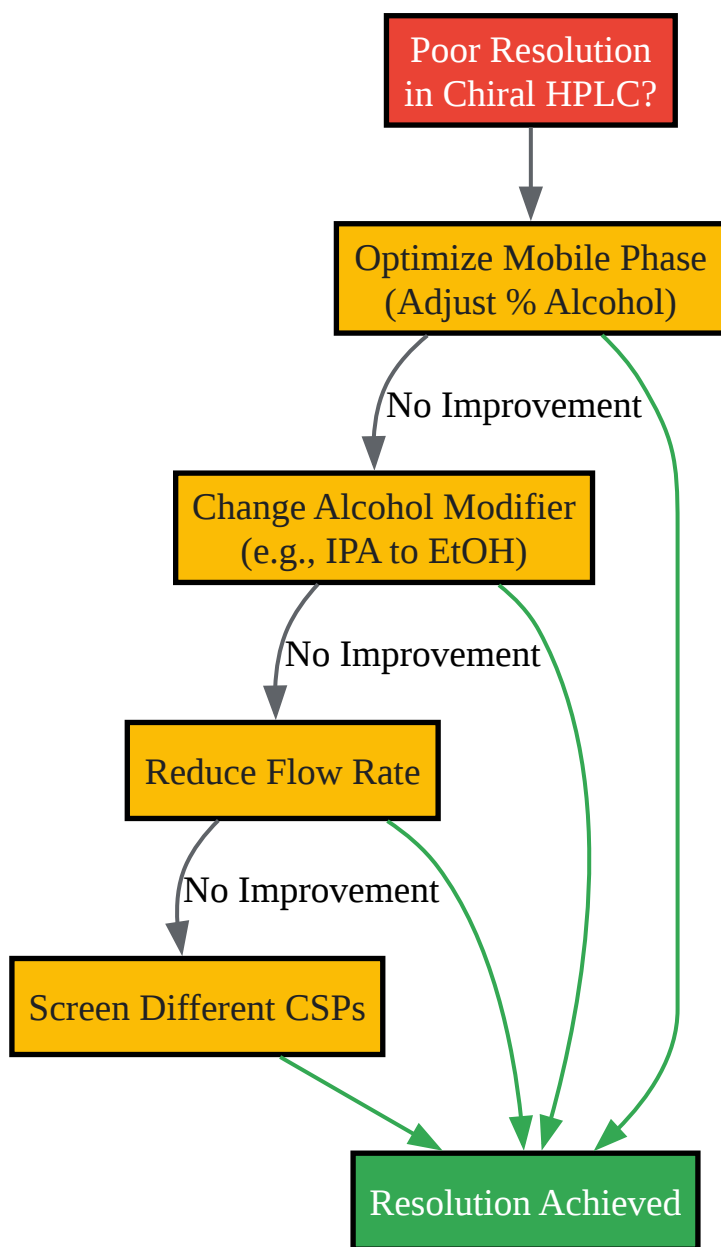 Poor Resolution
in Chiral HPLC?
Optimize Mobile Phase
(Adjust % Alcohol)
No Improvement
Change Alcohol Modifier
(e.g., IPA to EtOH)
No Improvement
Reduce Flow Rate
No Improvement
Screen Different CSPs
Resolution Achieved